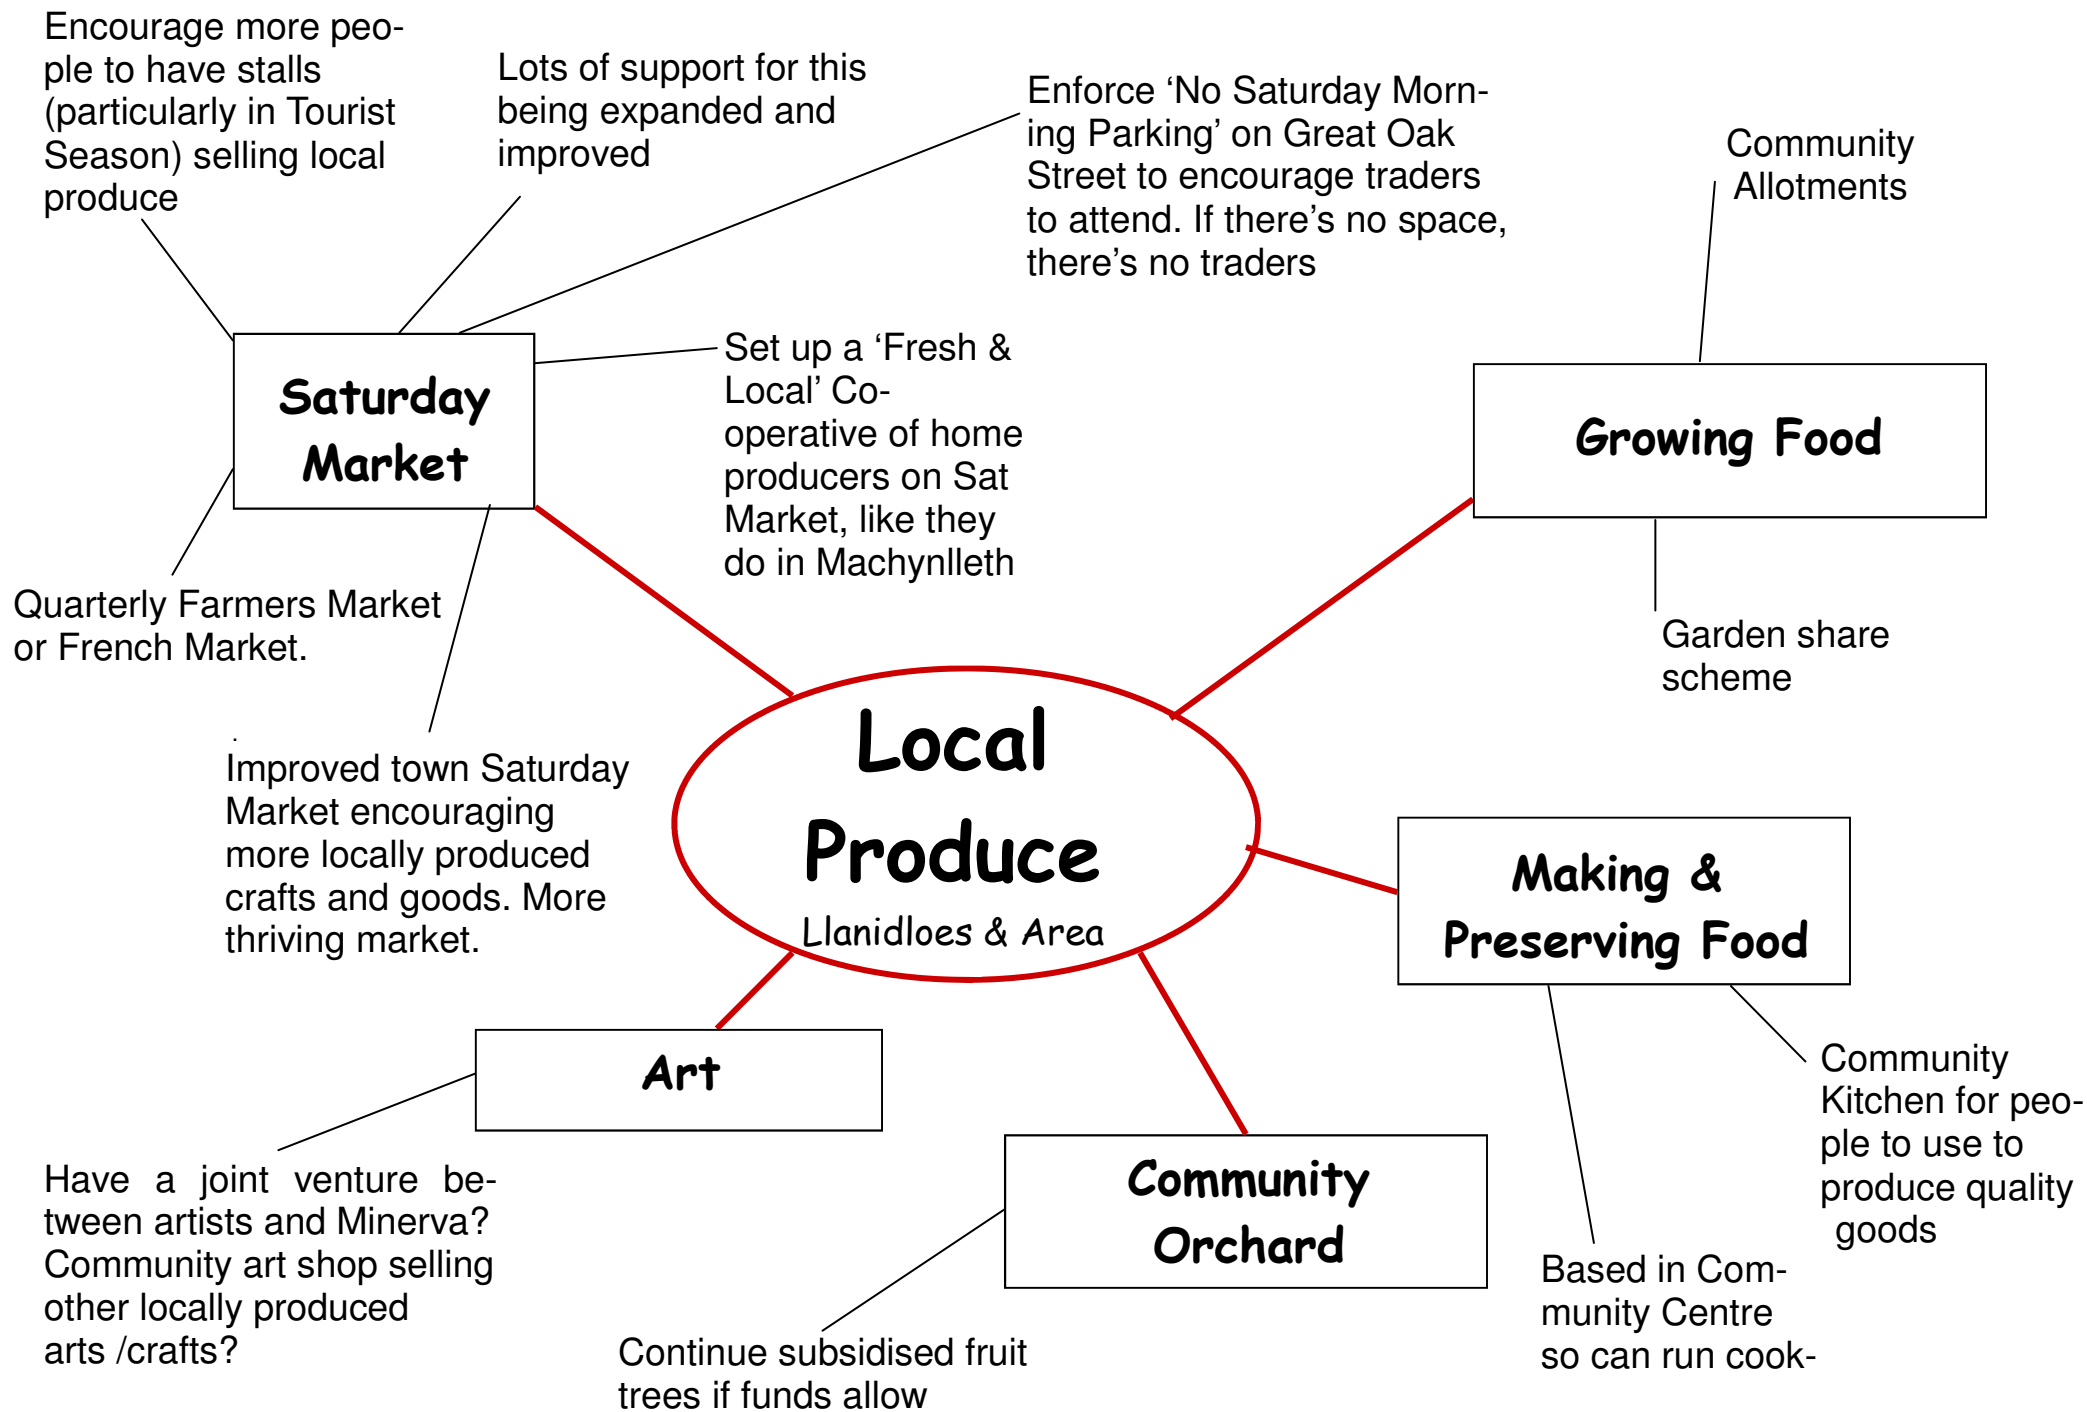 Encourage more peo-
ple to have stalls
(particularly in Tourist
Season) selling local
produce
Lots of support for this
being expanded and
improved
Enforce ‘No Saturday Morn-
ing Parking’ on Great Oak
Street to encourage traders
to attend. If there’s no space,
there’s no traders
Community
Allotments
Saturday
Market
Set up a ‘Fresh &
Local’ Co-
operative of home
producers on Sat
Market, like they
do in Machynlleth
Growing Food
Quarterly Farmers Market
or French Market.
Garden share
scheme
.
Improved town Saturday
Market encouraging
more locally produced
crafts and goods. More
thriving market.
Local
Produce
Llanidloes & Area
Making &
Preserving Food
Art
Community
Kitchen for peo-
ple to use to
produce quality
goods
Have a joint venture be-
tween artists and Minerva?
Community art shop selling
other locally produced
arts /crafts?
Community
Orchard
Based in Com-
munity Centre
so can run cook-
Continue subsidised fruit
trees if funds allow